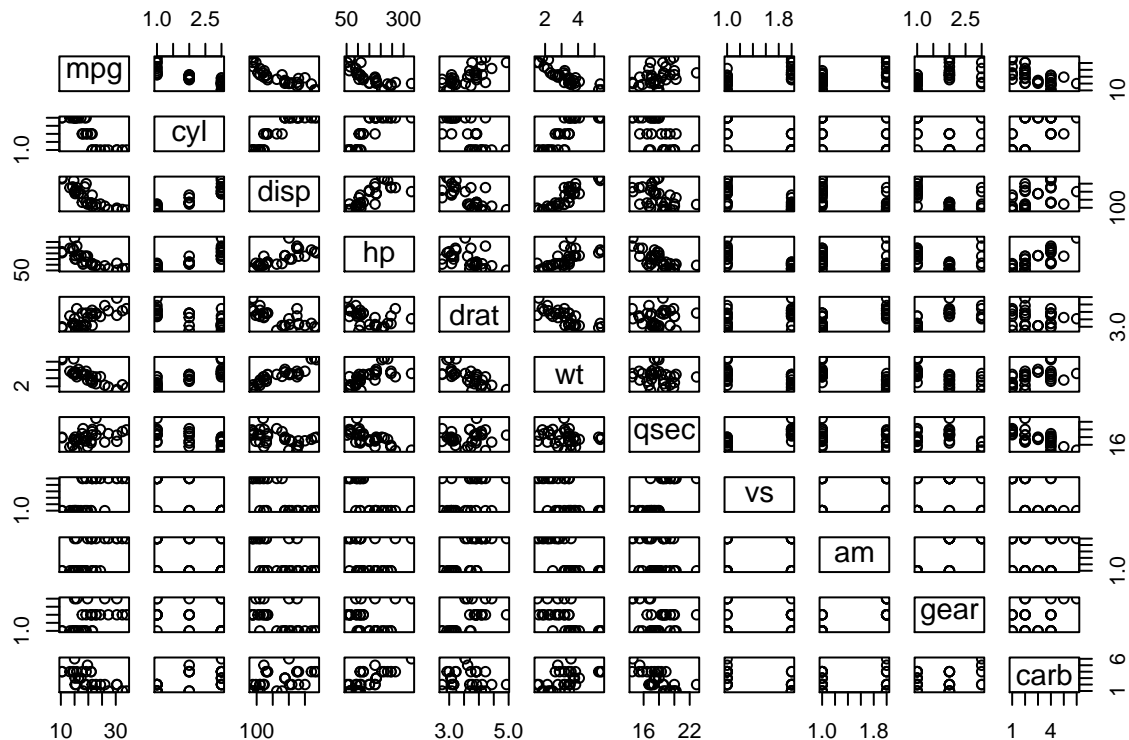 1.0 2.5 50 300 2 4 1.0 1.8 1.0 2.5
mpg 10
1.0 cyl
disp 100
50 hp
drat 3.0
2 wt
qsec 16
1.0 vs
am 1.0
1.0 gear
carb 1 6
10 30 100 3.0 5.0 16 22 1.0 1.8 1 4